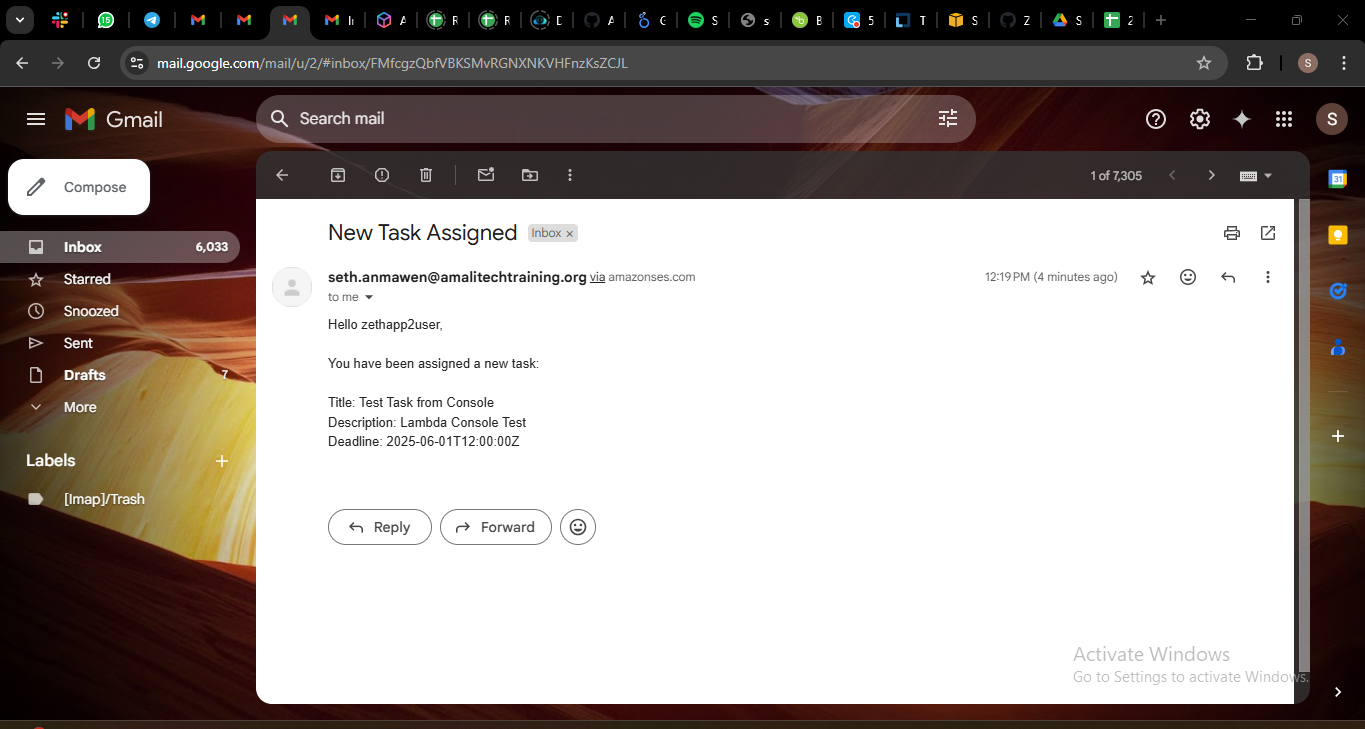 15
I
A
R
R
D
A
G
S
s
B
5
T
S
Z
S
2
mail.google.com/mail/u/2/#inbox/FMfcgzQbfVBKSMvRGNXNKVHFnzKsZCJL
S
Gmail
Search mail
S
Compose
1 of 7,305
31
Inbox 6,033
Starred
Snoozed
Sent
Drafts 7
More
Labels
[Imap]/Trash
New Task Assigned Inbox ×
seth.anmawen@amalitechtraining.org via amazonses.com 12:19 PM (4 minutes ago)
to me
Hello zethapp2user,
You have been assigned a new task:
Title: Test Task from Console
Description: Lambda Console Test
Deadline: 2025-06-01T12:00:00Z
Reply Forward
Activate Windows
Go to Settings to activate Windows.